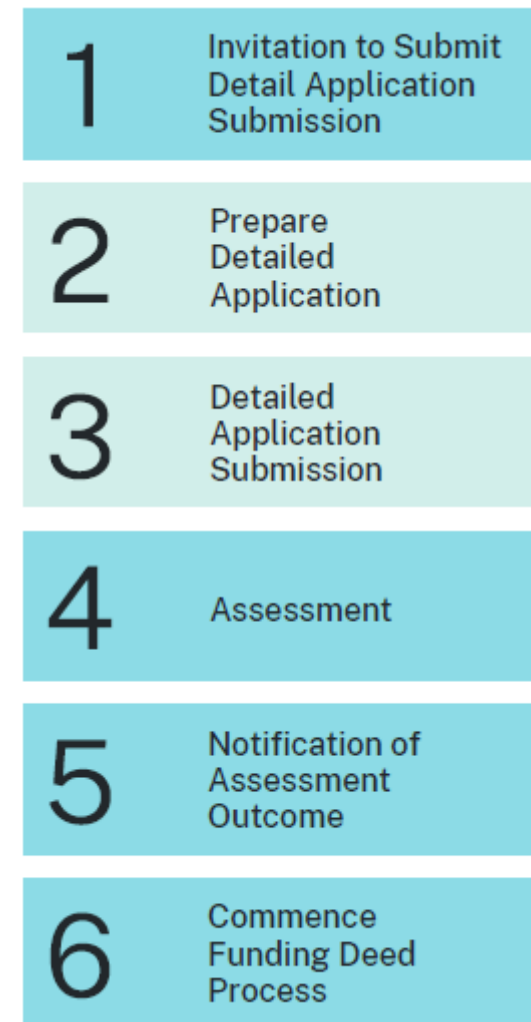 1
Invitation to Submit
Detail Application
Submission
2
Prepare
Detailed
Application
3
Detailed
Application
Submission
4
Assessment
5
Notification of
Assessment
Outcome
6
Commence
Funding Deed
Process